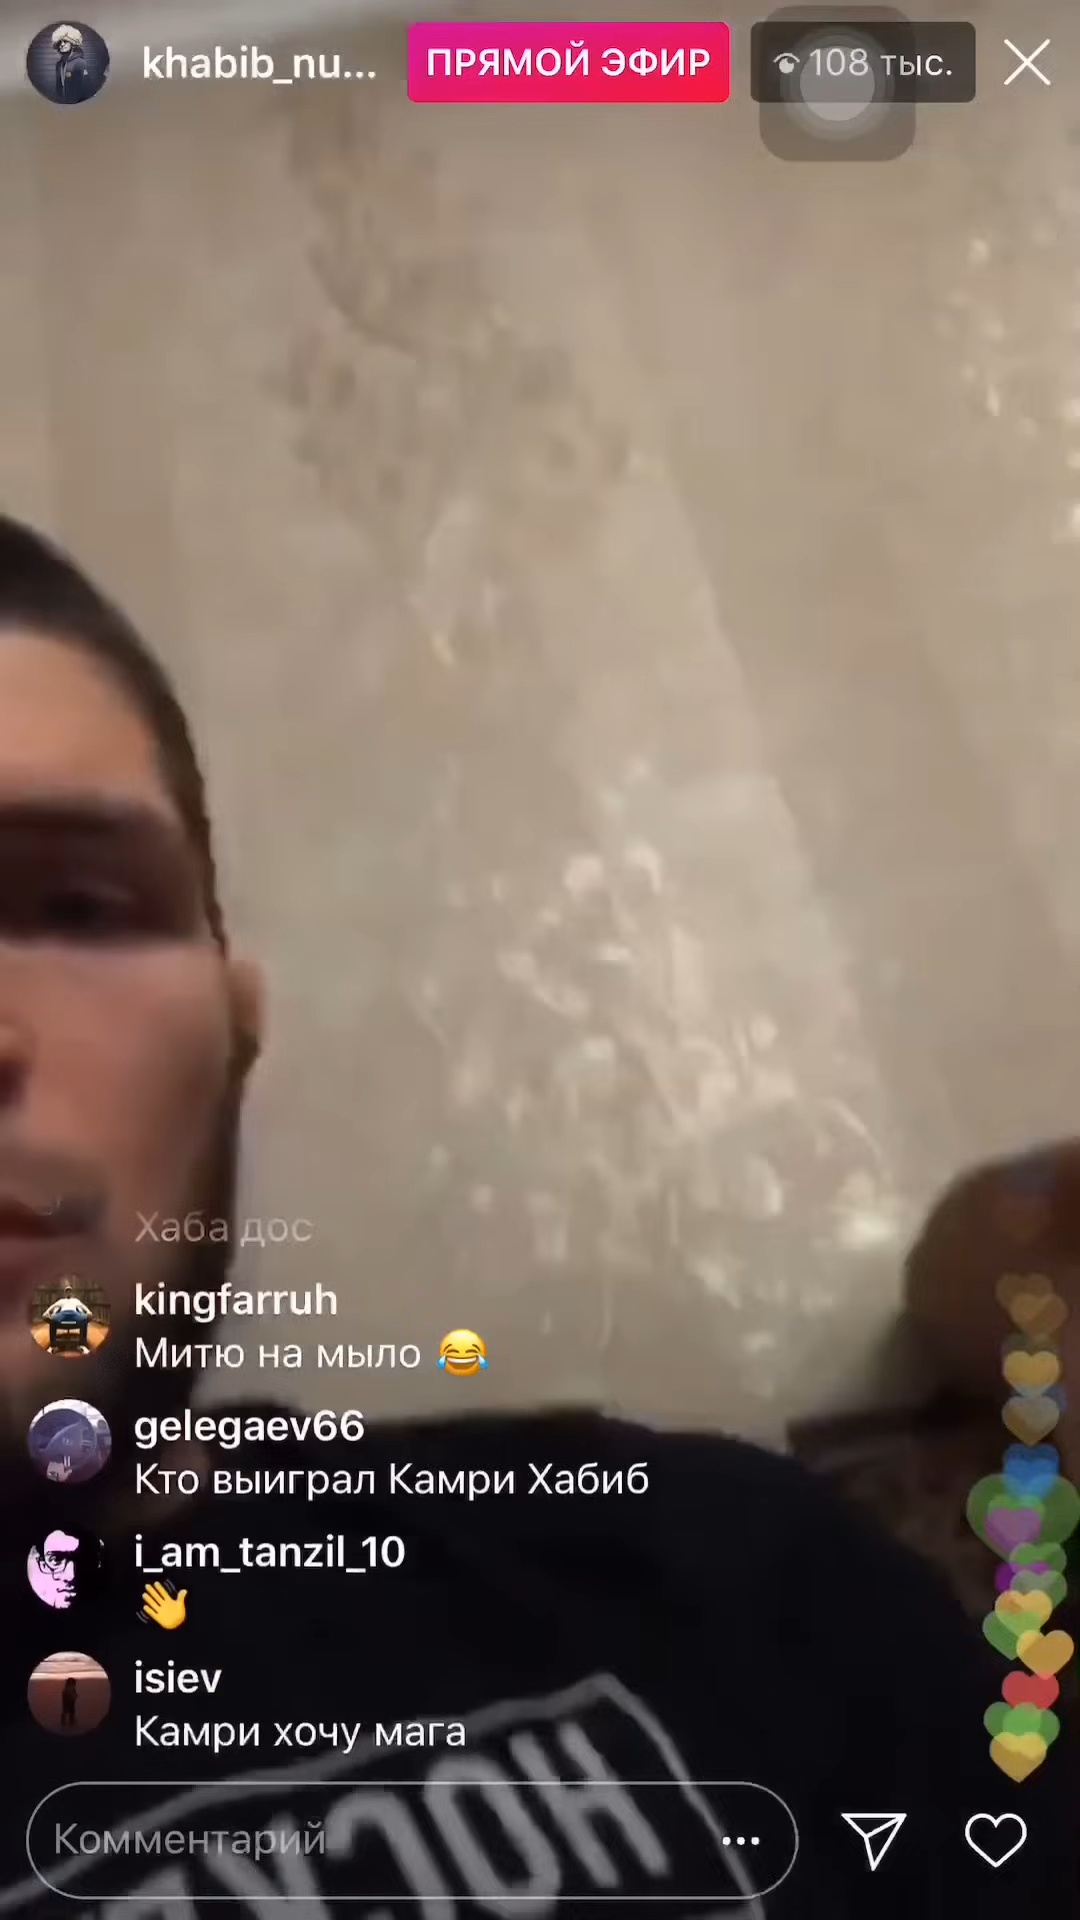 khabib_nu...
ПРЯМОЙ ЭФИР
108 тыс.
Хаба дос
kingfarruh
Митю на мыло 😂
gelegaev66
Кто выиграл Камри Хабиб
i_am_tanzil_10
👋
isiev
Камри хочу мага
Комментарий